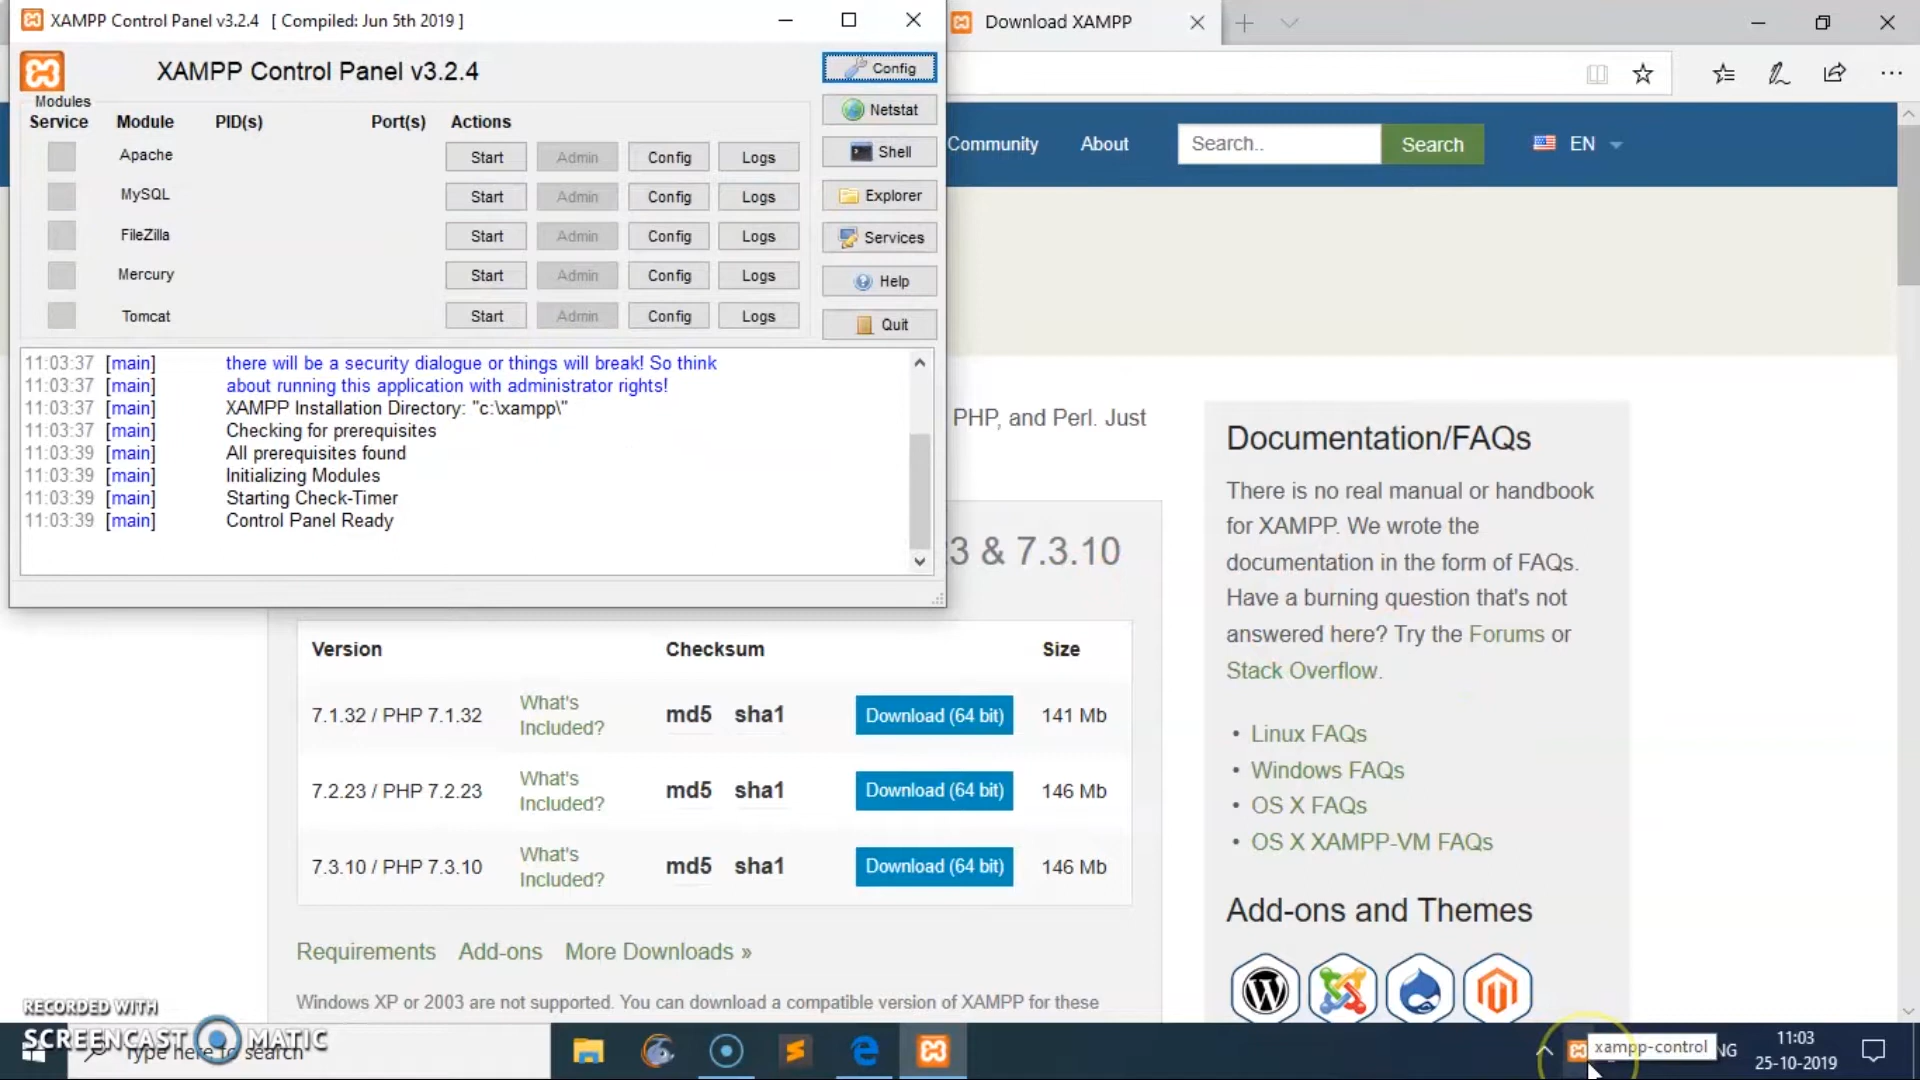 XAMPP Control Panel v3.2.4 [ Compiled: Jun 5th 2019 ]
Download XAMPP
XAMPP Control Panel v3.2.4
Config
Modules
Service Module PID(s) Port(s) Actions
Netstat
Apache Start Admin Config Logs
Shell
MySQL Start Admin Config Logs
Explorer
FileZilla Start Admin Config Logs
Services
Mercury Start Admin Config Logs
Help
Tomcat Start Admin Config Logs
Quit
Community About Search.. Search EN
11:03:37 [main] there will be a security dialogue or things will break! So think
11:03:37 [main] about running this application with administrator rights!
11:03:37 [main] XAMPP Installation Directory: "c:\xampp\"
11:03:37 [main] Checking for prerequisites
11:03:39 [main] All prerequisites found
11:03:39 [main] Initializing Modules
11:03:39 [main] Starting Check-Timer
11:03:39 [main] Control Panel Ready
PHP, and Perl. Just
3 & 7.3.10
Version Checksum Size
7.1.32 / PHP 7.1.32 What's Included? md5 sha1 Download (64 bit) 141 Mb
7.2.23 / PHP 7.2.23 What's Included? md5 sha1 Download (64 bit) 146 Mb
7.3.10 / PHP 7.3.10 What's Included? md5 sha1 Download (64 bit) 146 Mb
Requirements Add-ons More Downloads »
Windows XP or 2003 are not supported. You can download a compatible version of XAMPP for these
Documentation/FAQs
There is no real manual or handbook
for XAMPP. We wrote the
documentation in the form of FAQs.
Have a burning question that's not
answered here? Try the Forums or
Stack Overflow.
• Linux FAQs
• Windows FAQs
• OS X FAQs
• OS X XAMPP-VM FAQs
Add-ons and Themes
RECORDED WITH
SCREENCAST MATIC
Type here to search
xampp-control
NG
11:03
25-10-2019